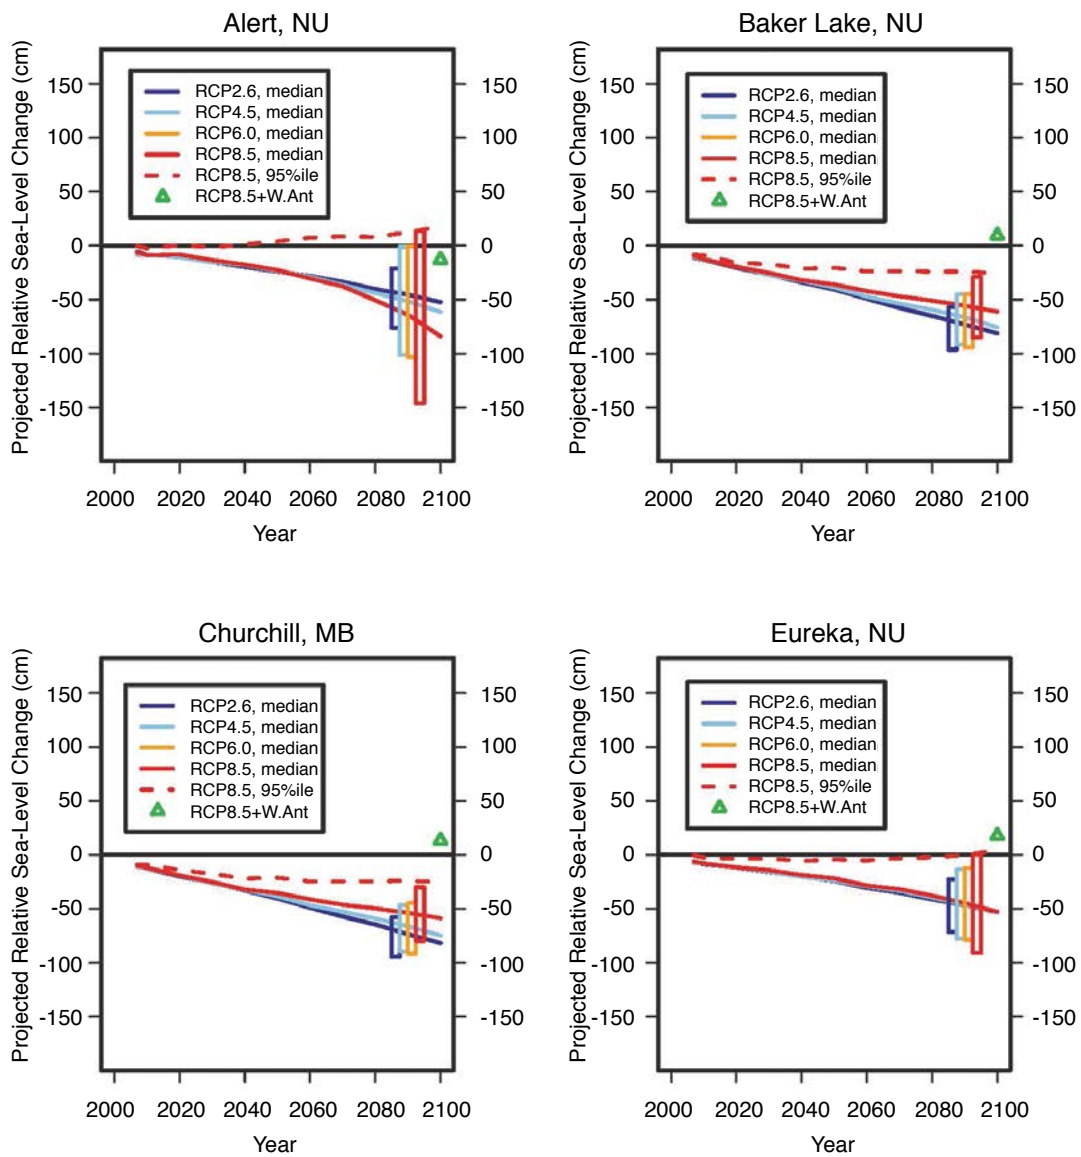 Alert, NU
Projected Relative Sea-Level Change (cm)
150
100
50
0
-50
-100
-150
RCP2.6, median
RCP4.5, median
RCP6.0, median
RCP8.5, median
RCP8.5, 95%ile
RCP8.5+W.Ant
150
100
50
0
-50
-100
-150
2000 2020 2040 2060 2080 2100
Year
Baker Lake, NU
Projected Relative Sea-Level Change (cm)
150
100
50
0
-50
-100
-150
RCP2.6, median
RCP4.5, median
RCP6.0, median
RCP8.5, median
RCP8.5, 95%ile
RCP8.5+W.Ant
150
100
50
0
-50
-100
-150
2000 2020 2040 2060 2080 2100
Year
Churchill, MB
Projected Relative Sea-Level Change (cm)
150
100
50
0
-50
-100
-150
RCP2.6, median
RCP4.5, median
RCP6.0, median
RCP8.5, median
RCP8.5, 95%ile
RCP8.5+W.Ant
150
100
50
0
-50
-100
-150
2000 2020 2040 2060 2080 2100
Year
Eureka, NU
Projected Relative Sea-Level Change (cm)
150
100
50
0
-50
-100
-150
RCP2.6, median
RCP4.5, median
RCP6.0, median
RCP8.5, median
RCP8.5, 95%ile
RCP8.5+W.Ant
150
100
50
0
-50
-100
-150
2000 2020 2040 2060 2080 2100
Year